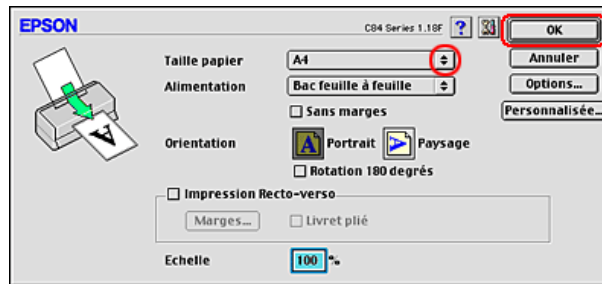 EPSON
C84 Series 1.18F ? OK
Taille papier A4 Annuler
Alimentation Bac feuille à feuille Options...
Sans marges Personnalisée...
Orientation A Portrait A Paysage
Rotation 180 degrés
Impression Recto-verso
Marges... Livret plié
Echelle 100 %
A